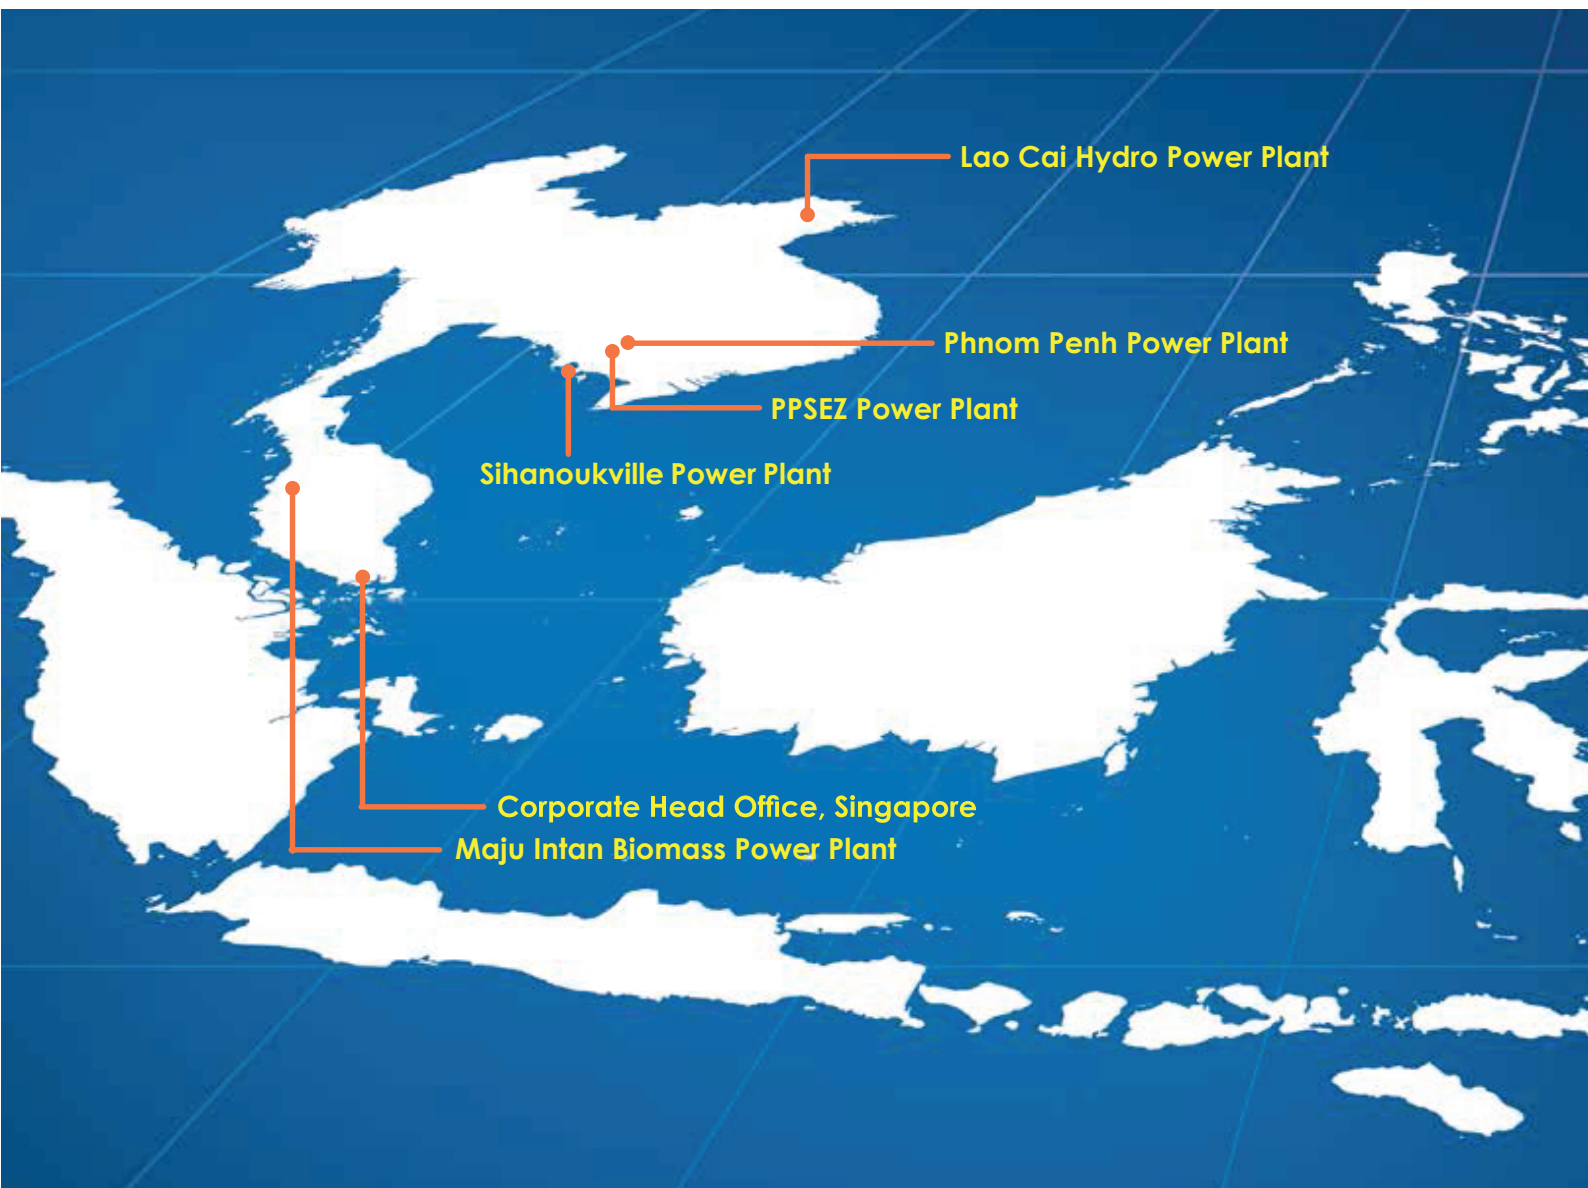 Lao Cai Hydro Power Plant
Phnom Penh Power Plant
PPSEZ Power Plant
Sihanoukville Power Plant
Corporate Head Office, Singapore
Maju Intan Biomass Power Plant